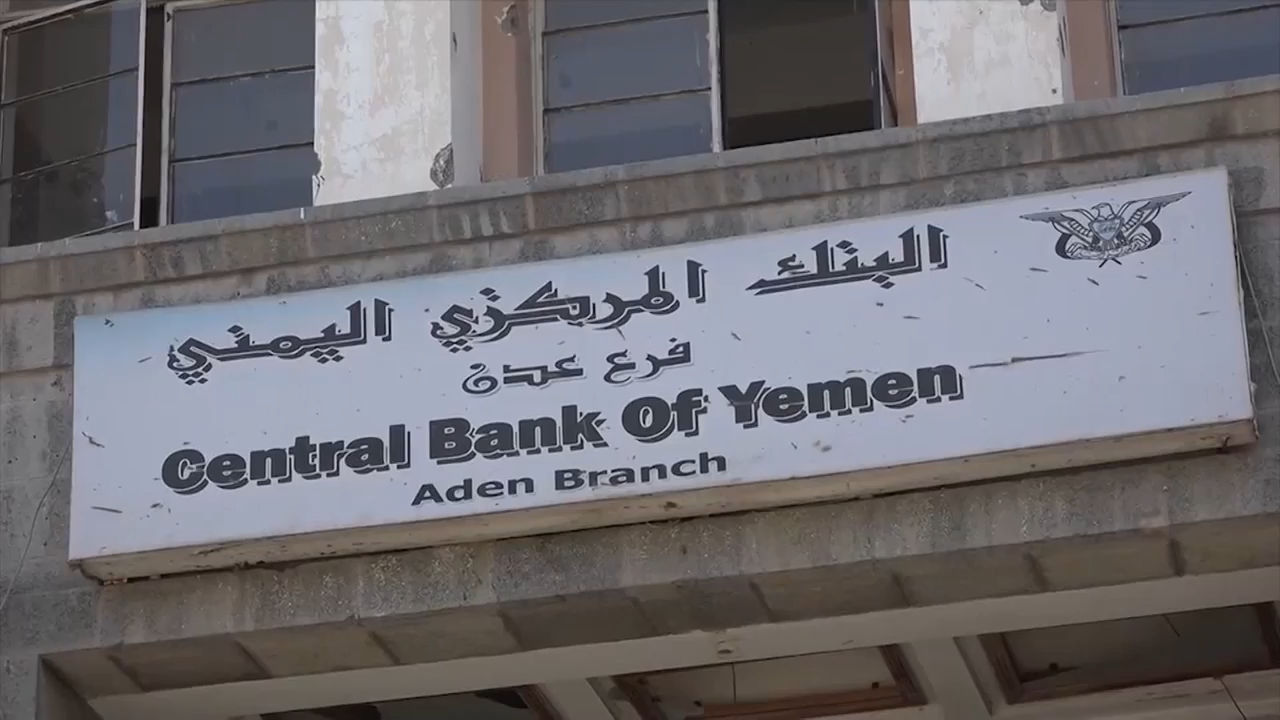 البنك المركزي اليمني
فرع عدن
Central Bank Of Yemen
Aden Branch